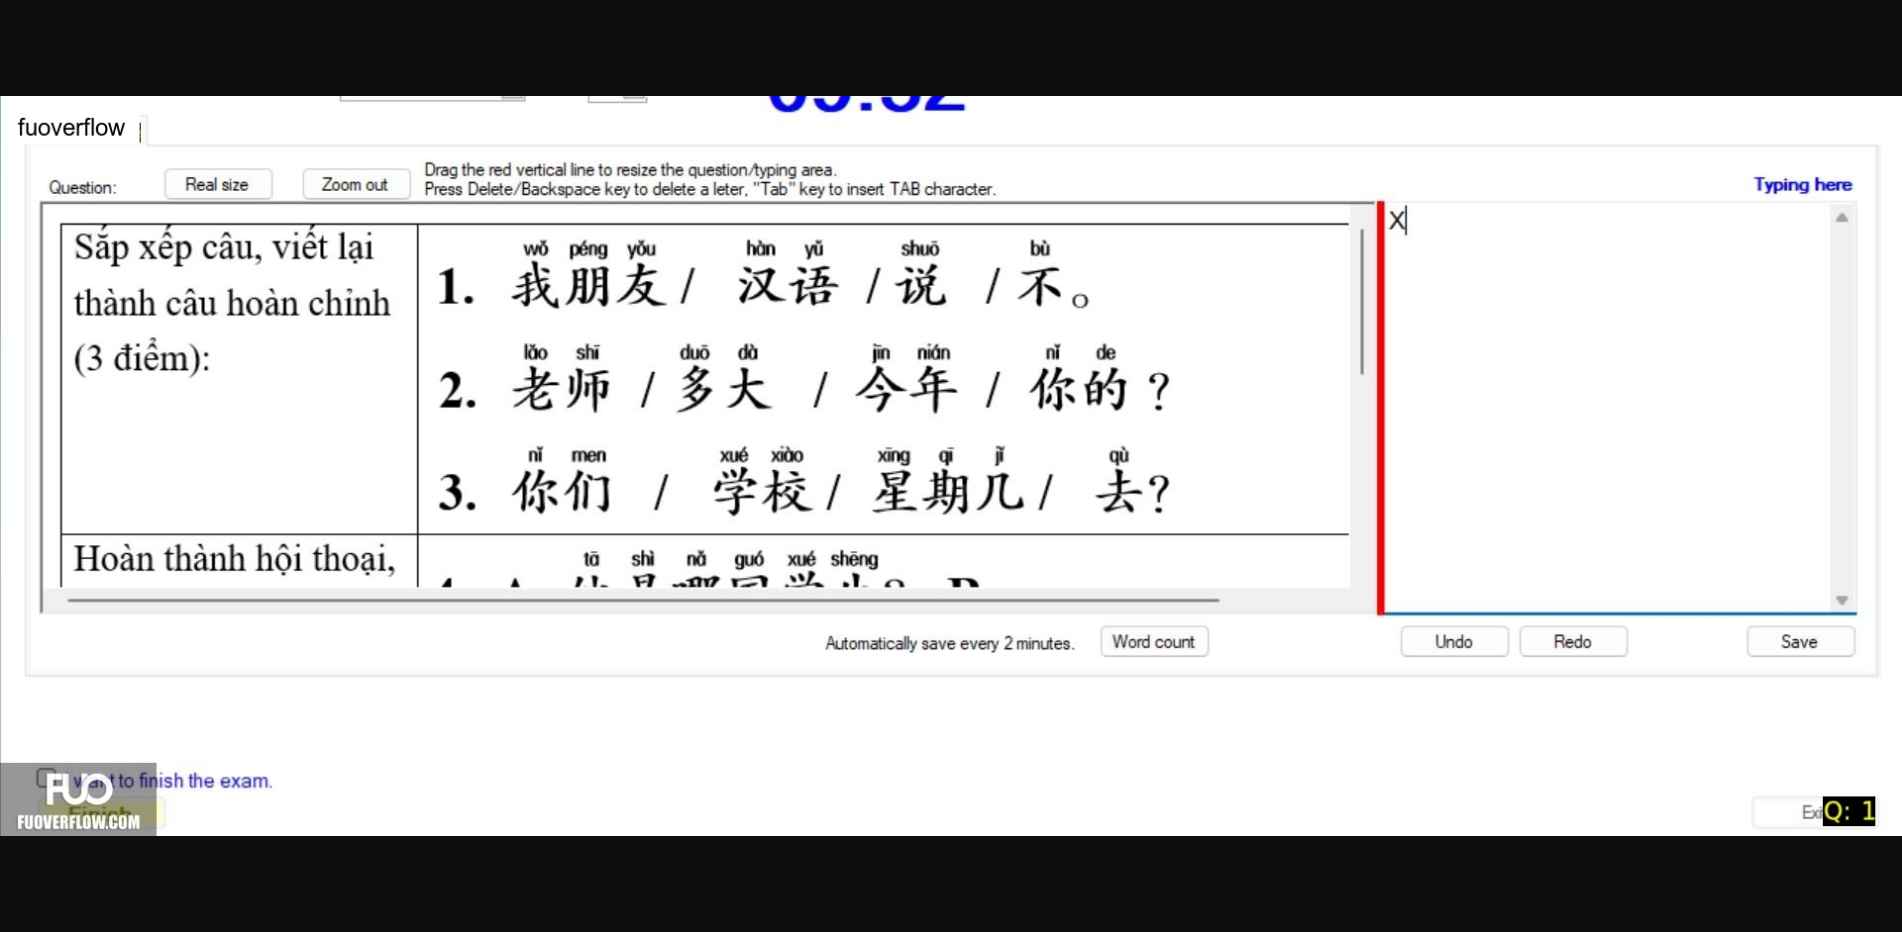 fuoverflow
Question:
Real size
Zoom out
Drag the red vertical line to resize the question/typing area.
Press Delete/Backspace key to delete a leter, "Tab" key to insert TAB character.
Typing here
Sắp xếp câu, viết lại
thành câu hoàn chỉnh
(3 điểm):
wǒ péng yǒu hàn yǔ shuō bù
1. 我朋友 / 汉语 / 说 / 不。
lǎo shī duō dà jīn nián nǐ de
2. 老师 / 多大 / 今年 / 你的？
nǐ men xué xiào xīng qī jǐ qù
3. 你们 / 学校 / 星期几 / 去?
Hoàn thành hội thoại,
tā shì nǎ guó xué shēng
X
Automatically save every 2 minutes.
Word count
Undo
Redo
Save
to finish the exam.
Finish
FUO
FUOVERFLOW.COM
Exi
Q: 1